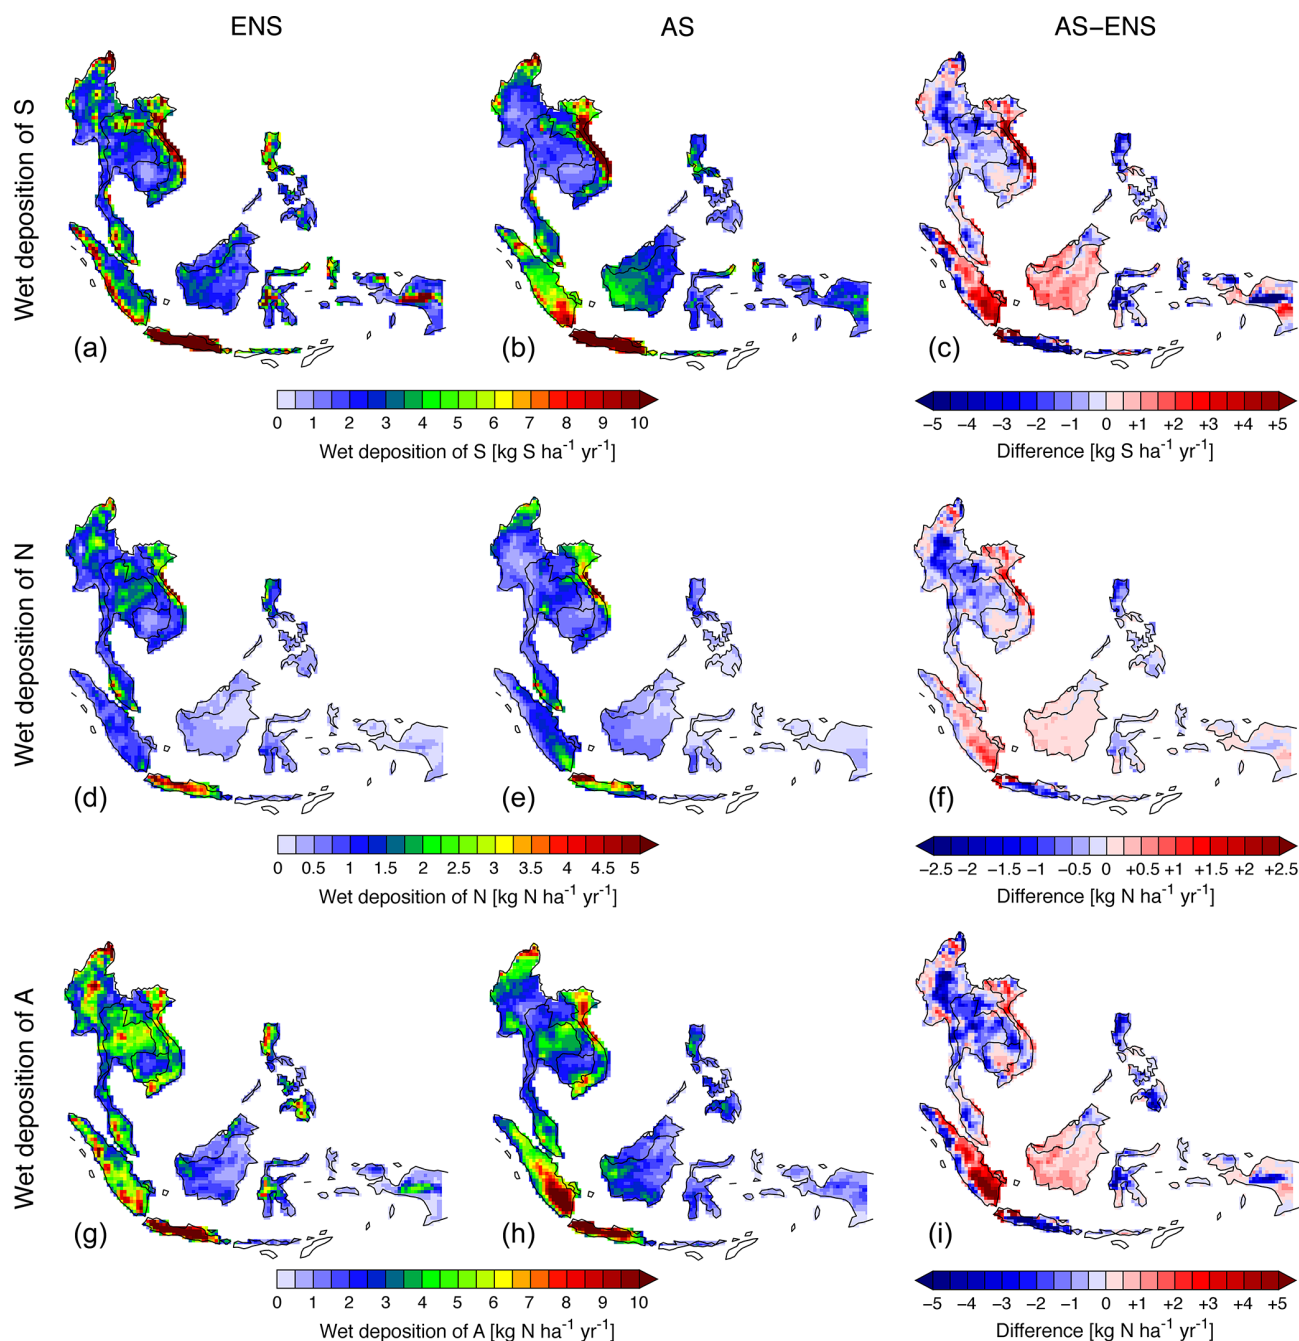 ENS AS AS−ENS
Wet deposition of S
(a) (b) (c)
0 1 2 3 4 5 6 7 8 9 10
Wet deposition of S [kg S ha⁻¹ yr⁻¹]
−5 −4 −3 −2 −1 0 +1 +2 +3 +4 +5
Difference [kg S ha⁻¹ yr⁻¹]
Wet deposition of N
(d) (e) (f)
0 0.5 1 1.5 2 2.5 3 3.5 4 4.5 5
Wet deposition of N [kg N ha⁻¹ yr⁻¹]
−2.5 −2 −1.5 −1 −0.5 0 +0.5 +1 +1.5 +2 +2.5
Difference [kg N ha⁻¹ yr⁻¹]
Wet deposition of A
(g) (h) (i)
0 1 2 3 4 5 6 7 8 9 10
Wet deposition of A [kg N ha⁻¹ yr⁻¹]
−5 −4 −3 −2 −1 0 +1 +2 +3 +4 +5
Difference [kg N ha⁻¹ yr⁻¹]